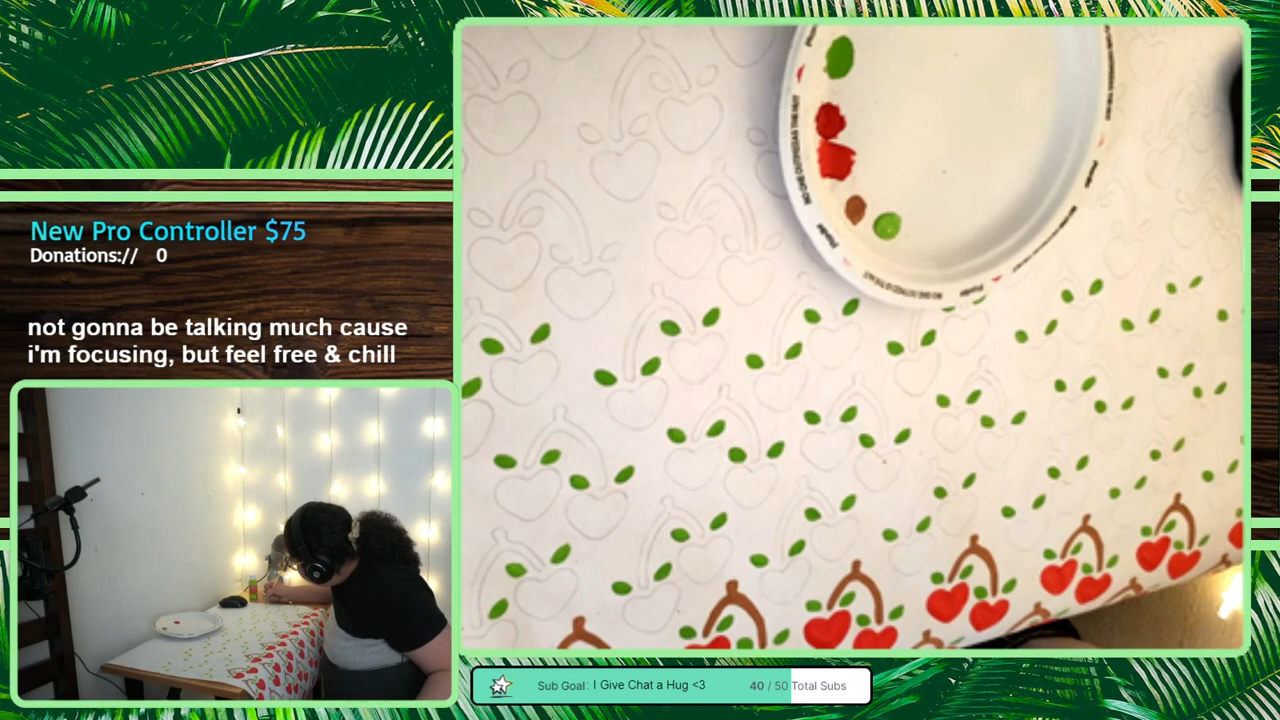 New Pro Controller $75
Donations:// 0
not gonna be talking much cause
i'm focusing, but feel free & chill
Sub Goal: I Give Chat a Hug <3
40 / 50 Total Subs